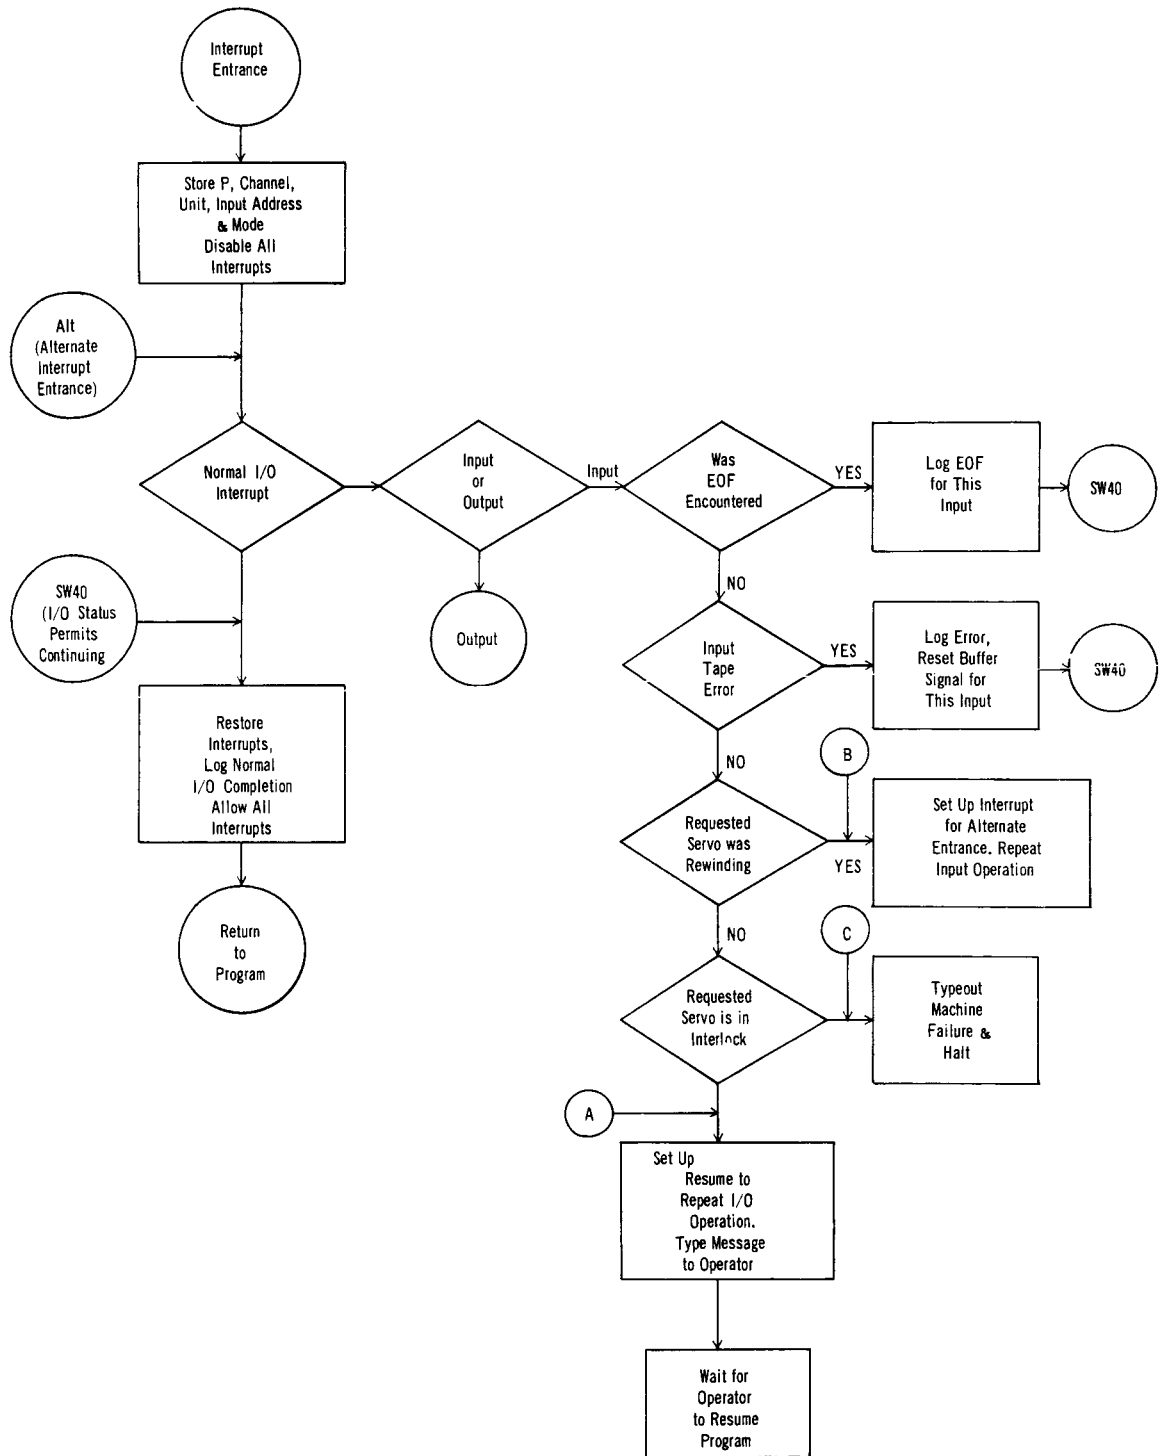 Interrupt
Entrance
Store P, Channel,
Unit, Input Address
& Mode
Disable All
Interrupts
Alt
(Alternate
Interrupt
Entrance)
Normal I/O
Interrupt
Input
or
Output
Input
Was
EOF
Encountered
YES
Log EOF
for This
Input
SW40
NO
SW40
(I/O Status
Permits
Continuing
Output
Input
Tape
Error
YES
Log Error,
Reset Buffer
Signal for
This Input
SW40
NO
Restore
Interrupts,
Log Normal
I/O Completion
Allow All
Interrupts
B
Requested
Servo was
Rewinding
YES
Set Up Interrupt
for Alternate
Entrance. Repeat
Input Operation
NO
Return
to
Program
C
Requested
Servo is in
Interlock
Typeout
Machine
Failure &
Halt
A
Set Up
Resume to
Repeat I/O
Operation.
Type Message
to Operator
Wait for
Operator
to Resume
Program